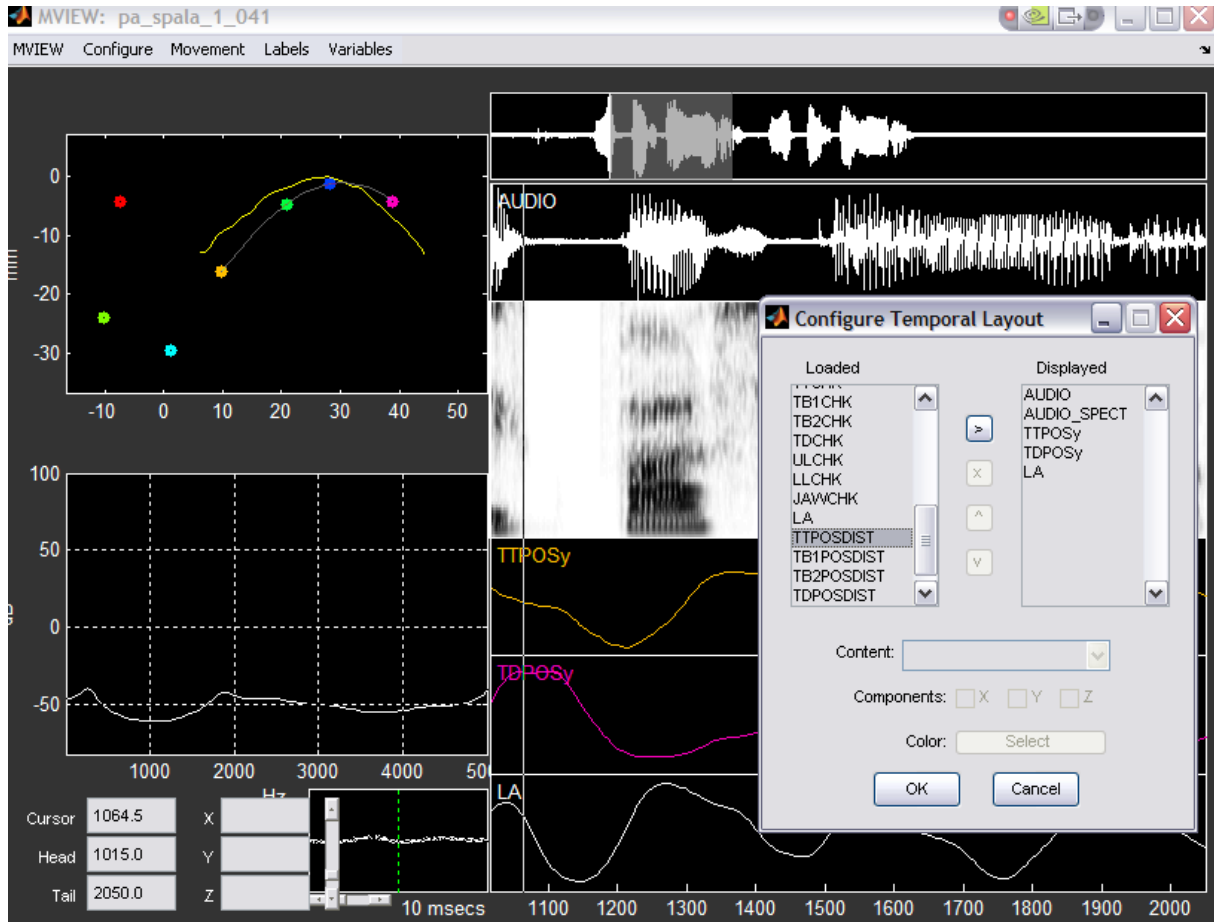 MVIEW: pa_spala_1_041
MVIEW Configure Movement Labels Variables
0
-10
-20
-30
mm
-10 0 10 20 30 40 50
100
50
0
-50
1000 2000 3000 4000 500
Hz
Cursor 1064.5 X
Head 1015.0 Y
Tail 2050.0 Z
10 msecs
AUDIO
TTPOSy
TDPOSy
LA
1100 1200 1300 1400 1500 1600 1700 1800 1900 2000
Configure Temporal Layout
Loaded
TB1CHK
TB2CHK
TDCHK
ULCHK
LLCHK
JAWCHK
LA
TTPOSDIST
TB1POSDIST
TB2POSDIST
TDPOSDIST
>
X
^
v
Displayed
AUDIO
AUDIO_SPECT
TTPOSy
TDPOSy
LA
Content:
Components: X Y Z
Color: Select
OK Cancel